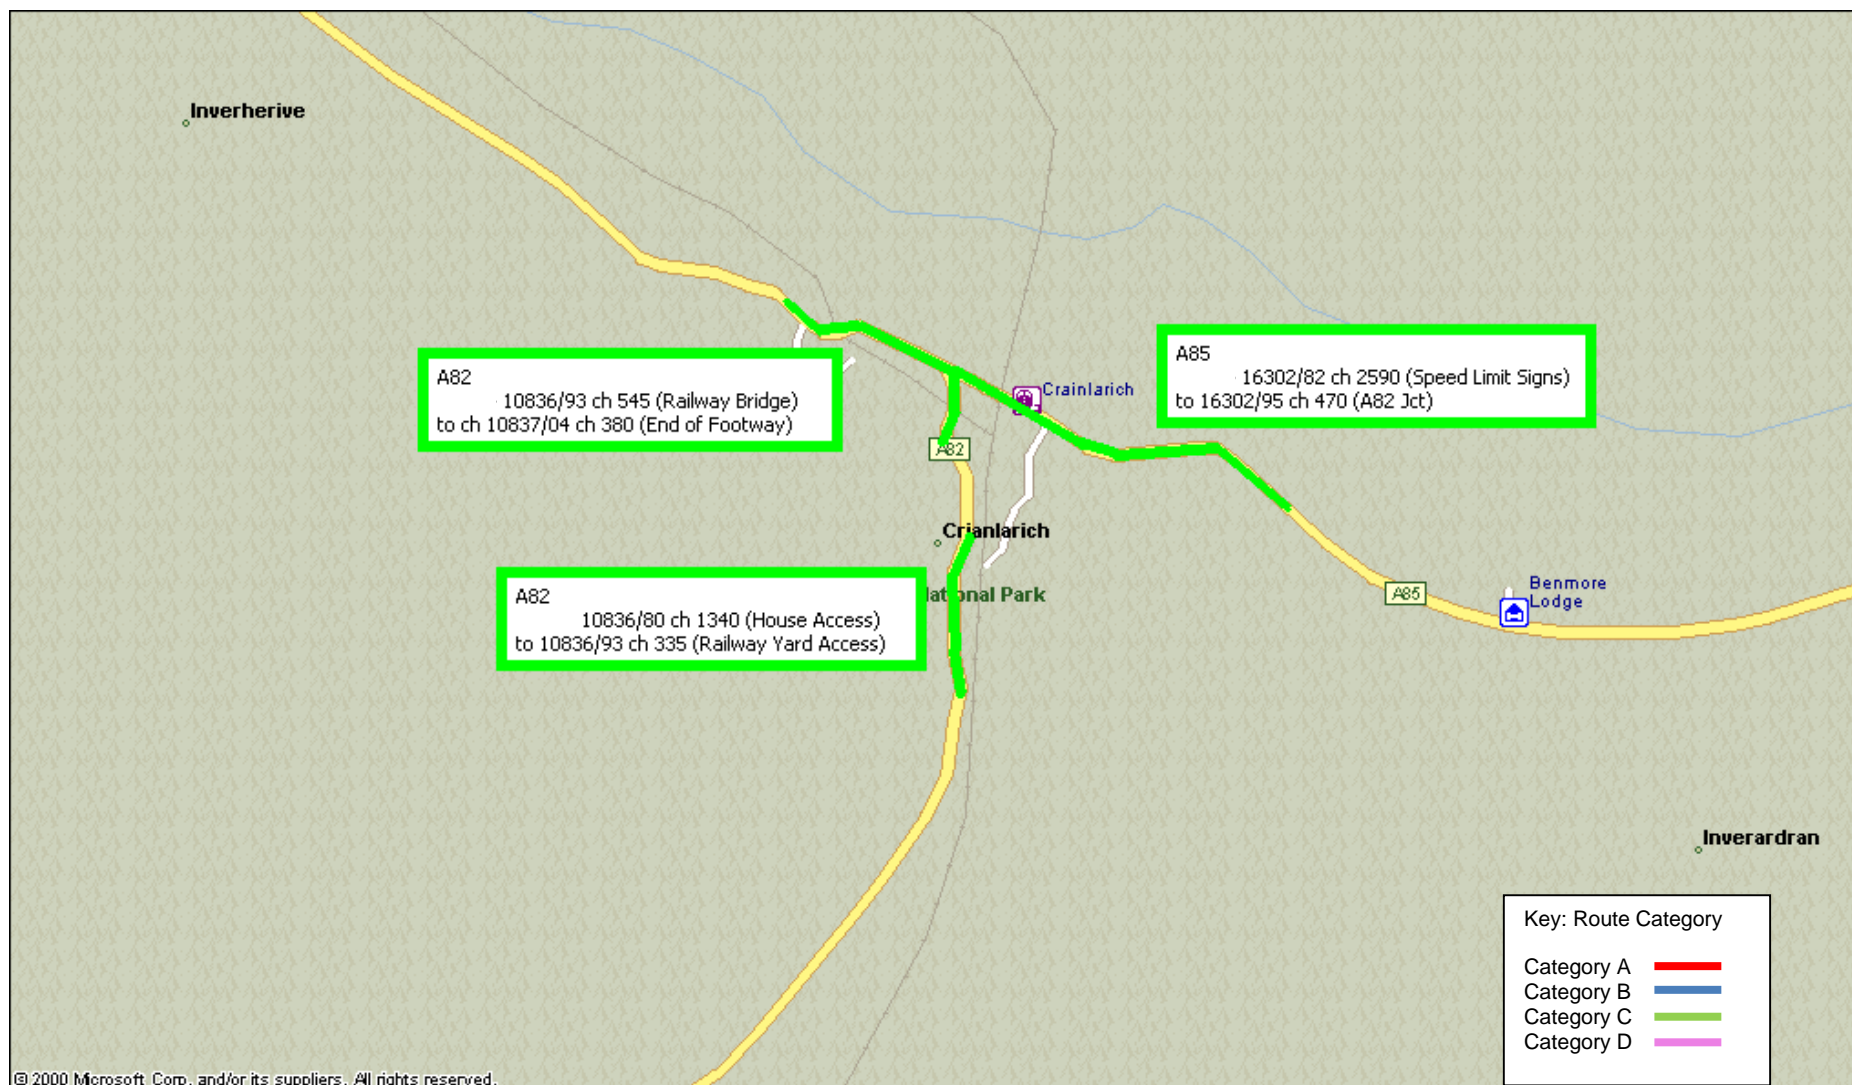 Inverherive
A82
10836/93 ch 545 (Railway Bridge)
to ch 10837/04 ch 380 (End of Footway)
Crainlarich
A85
16302/82 ch 2590 (Speed Limit Signs)
to 16302/95 ch 470 (A82 Jct)
A82
Crianlarich
A82
10836/80 ch 1340 (House Access)
to 10836/93 ch 335 (Railway Yard Access)
National Park
A85
Benmore
Lodge
Inverardran
Key: Route Category
Category A
Category B
Category C
Category D
© 2000 Microsoft Corp. and/or its suppliers. All rights reserved.